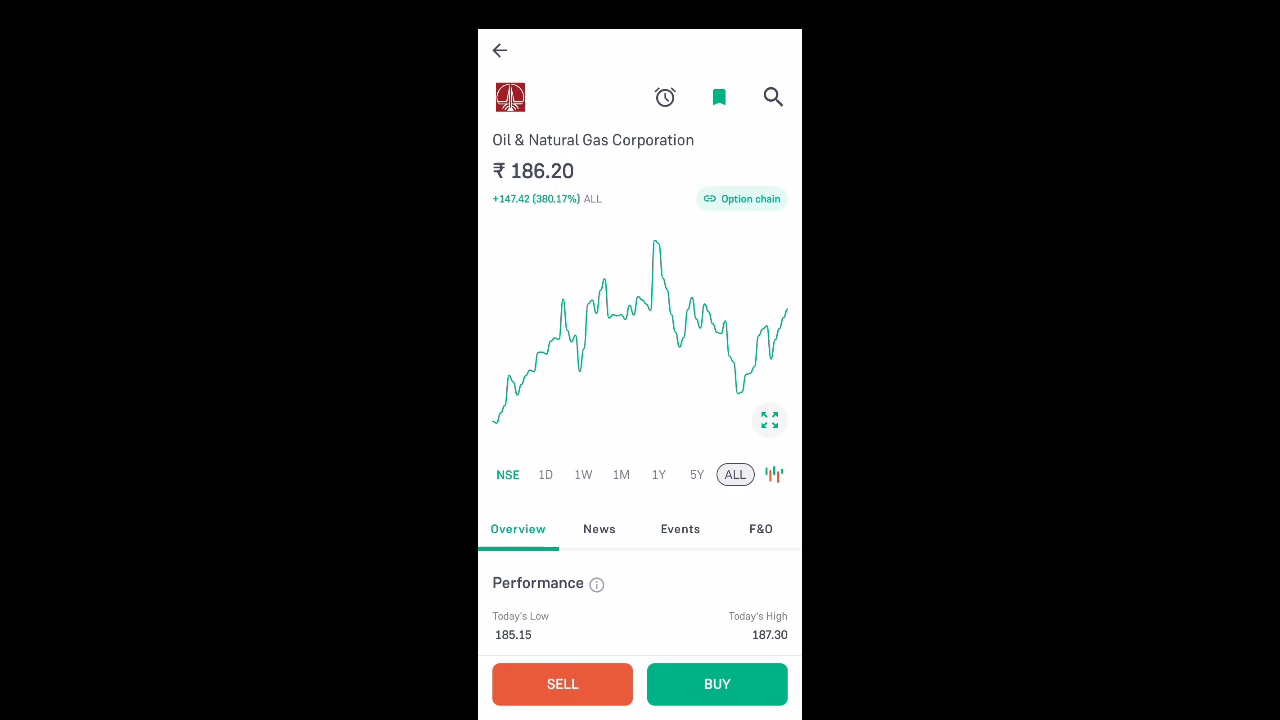 Oil & Natural Gas Corporation
₹ 186.20
+147.42 (380.17%) ALL
Option chain
NSE 1D 1W 1M 1Y 5Y ALL
Overview News Events F&O
Performance
Today's Low Today's High
185.15 187.30
SELL BUY